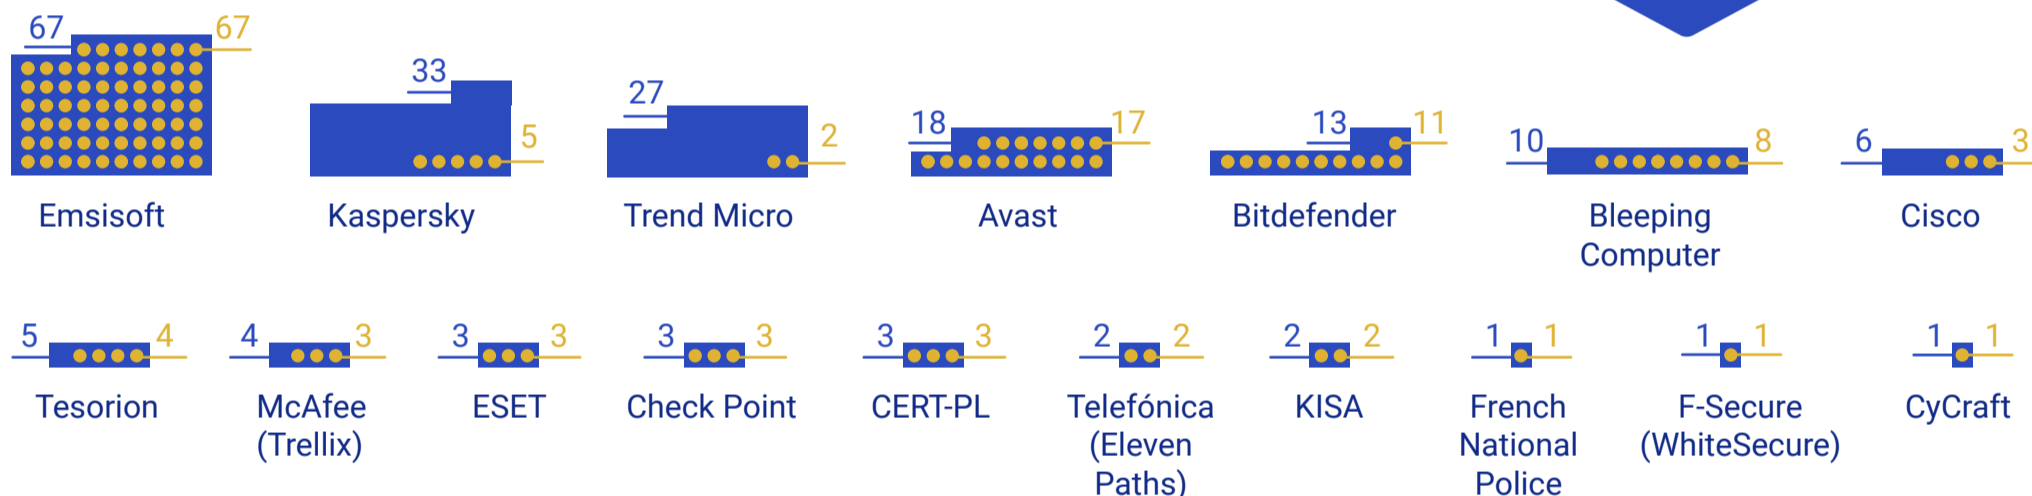 67 67
33 5
27 2
18 17
13 11
10 8
6 3
Emsisoft
Kaspersky
Trend Micro
Avast
Bitdefender
Bleeping
Computer
Cisco
5 4
4 3
3 3
3 3
3 3
2 2
2 2
1 1
1 1
1 1
Tesorion
McAfee
(Trellix)
ESET
Check Point
CERT-PL
Telefónica
(Eleven
Paths)
KISA
French
National
Police
F-Secure
(WhiteSecure)
CyCraft